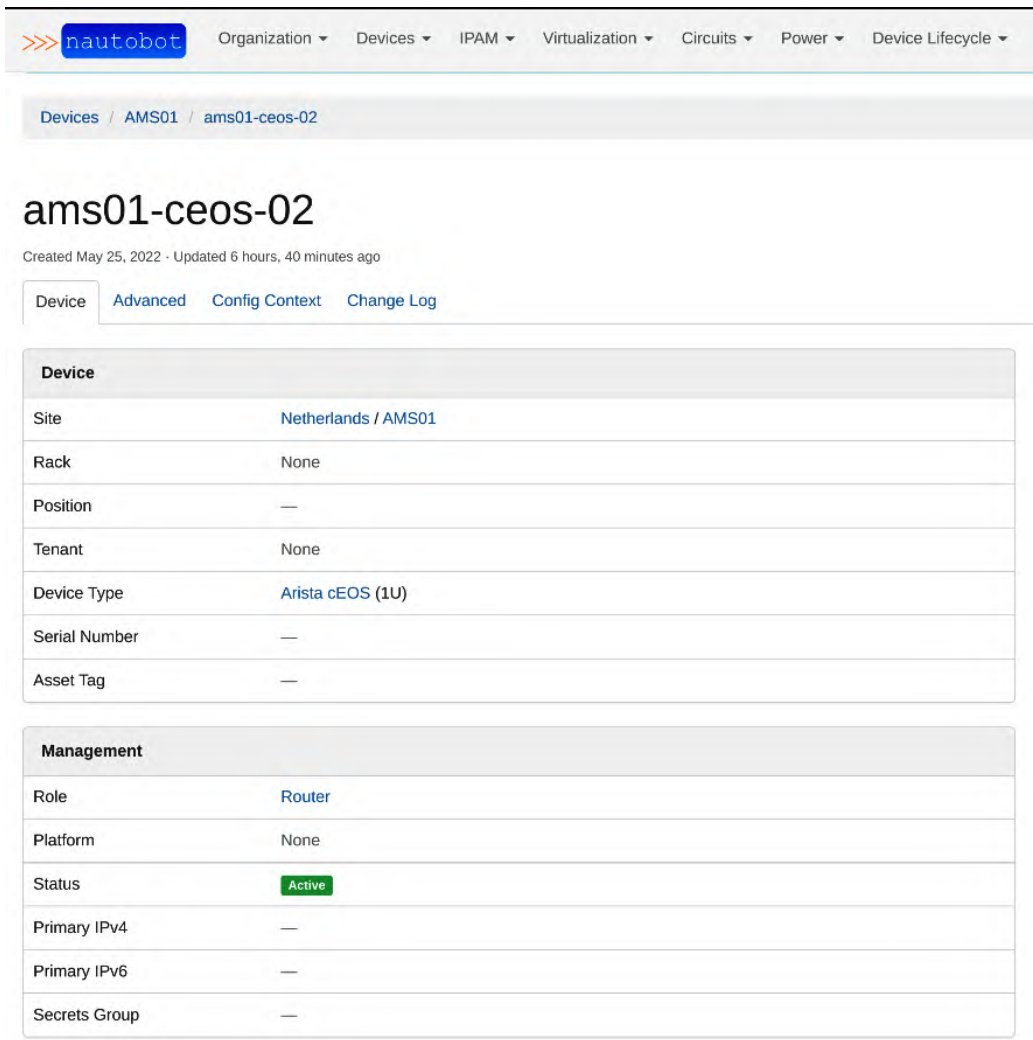 >>> nautobot Organization Devices IPAM Virtualization Circuits Power Device Lifecycle
Devices / AMS01 / ams01-ceos-02
ams01-ceos-02
Created May 25, 2022 · Updated 6 hours, 40 minutes ago
Device Advanced Config Context Change Log
Device
Site Netherlands / AMS01
Rack None
Position —
Tenant None
Device Type Arista cEOS (1U)
Serial Number —
Asset Tag —
Management
Role Router
Platform None
Status Active
Primary IPv4 —
Primary IPv6 —
Secrets Group —